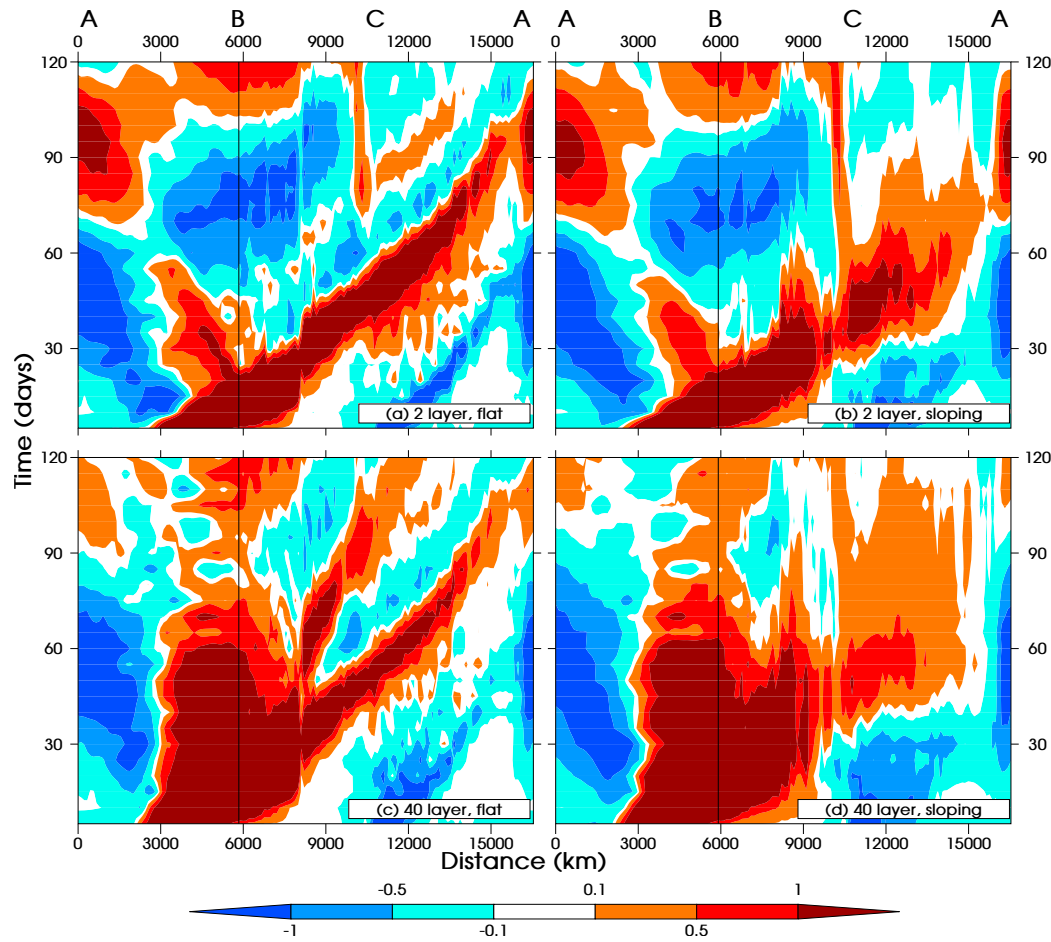 A B C A A B C A
0 3000 6000 9000 12000 15000 0 3000 6000 9000 12000 15000
120 120
90 90
60 60
30 30
(a) 2 layer, flat (b) 2 layer, sloping
Time (days)
120 120
90 90
60 60
30 30
(c) 40 layer, flat (d) 40 layer, sloping
0 3000 6000 9000 12000 15000 0 3000 6000 9000 12000 15000
Distance (km)
-0.5 0.1 1
-1 -0.1 0.5